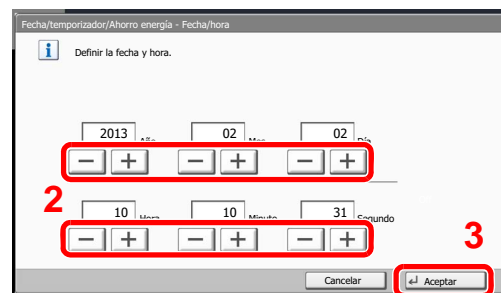 Fecha/temporizador/Ahorro energía - Fecha/hora
Definir la fecha y hora.
2013 Año 02 Mes 02 Día
2
10 Hora 10 Minuto 31 Segundo
3
Cancelar Aceptar